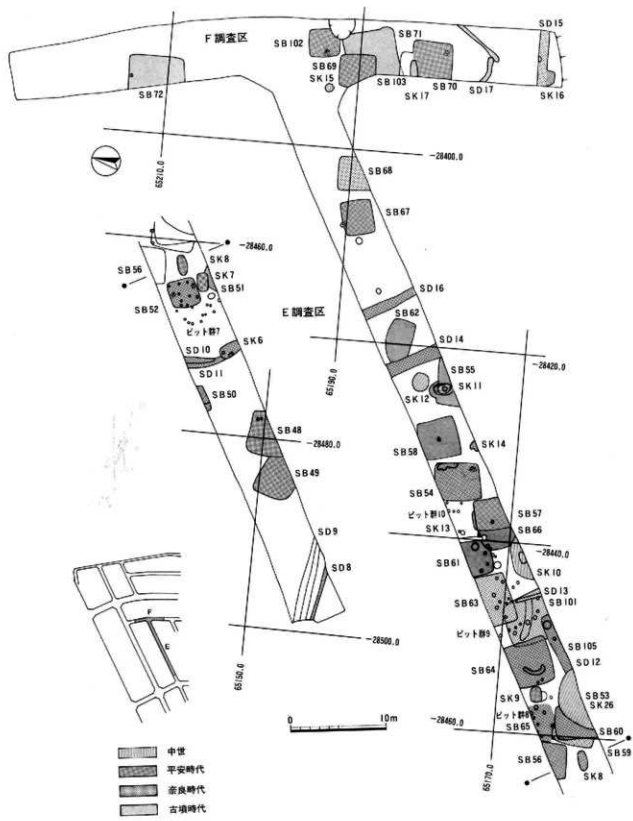 F調査区
SB102
SB69
SK15
SB71
SB103
SK17
SB70
SD17
SD15
SK16
SB72
65210.0
-28400.0
SB68
SB67
SD16
SB62
E調査区
65190.0
SD14
-28420.0
SB55
SK11
SK12
SB58
SK14
SB54
ピット群10
SK13
SB57
SB66
-28440.0
SB61
SK10
SB63
SD13
SB101
ピット群9
SB105
SD12
SB64
SK9
SB53
SK26
ピット群8
-28460.0
SB65
SB60
SB59
SB56
SK8
65170.0
-28460.0
SK8
SK7
SB51
SB56
SB52
ピット群7
SK6
SD10
SD11
SB50
SB48
-28480.0
SB49
SD9
SD8
-28500.0
65150.0
F
E
0 10m
中世
平安時代
奈良時代
古墳時代